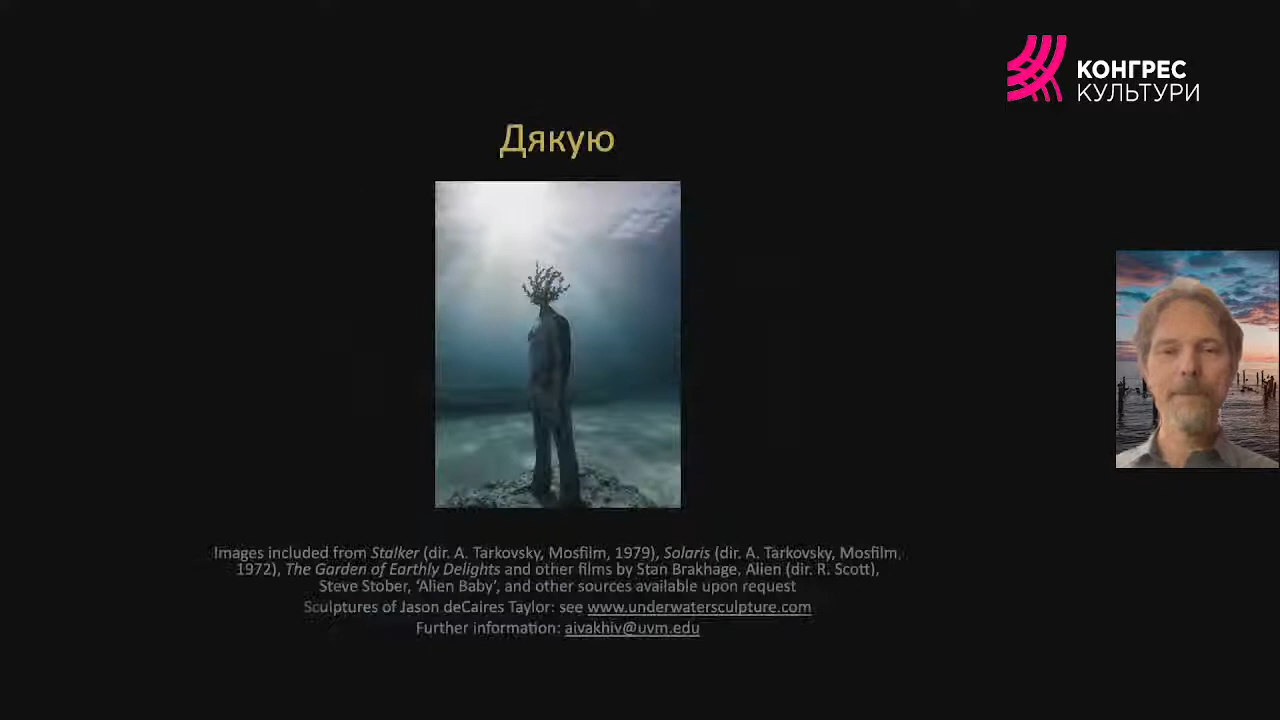 КОНГРЕС
КУЛЬТУРИ
Дякую
Images included from Stalker (dir. A. Tarkovsky, Mosfilm, 1979), Solaris (dir. A. Tarkovsky, Mosfilm,
1972), The Garden of Earthly Delights and other films by Stan Brakhage, Alien (dir. R. Scott),
Steve Stober, ‘Alien Baby’, and other sources available upon request
Sculptures of Jason deCaires Taylor: see www.underwatersculpture.com
Further information: aivakhiv@uvm.edu